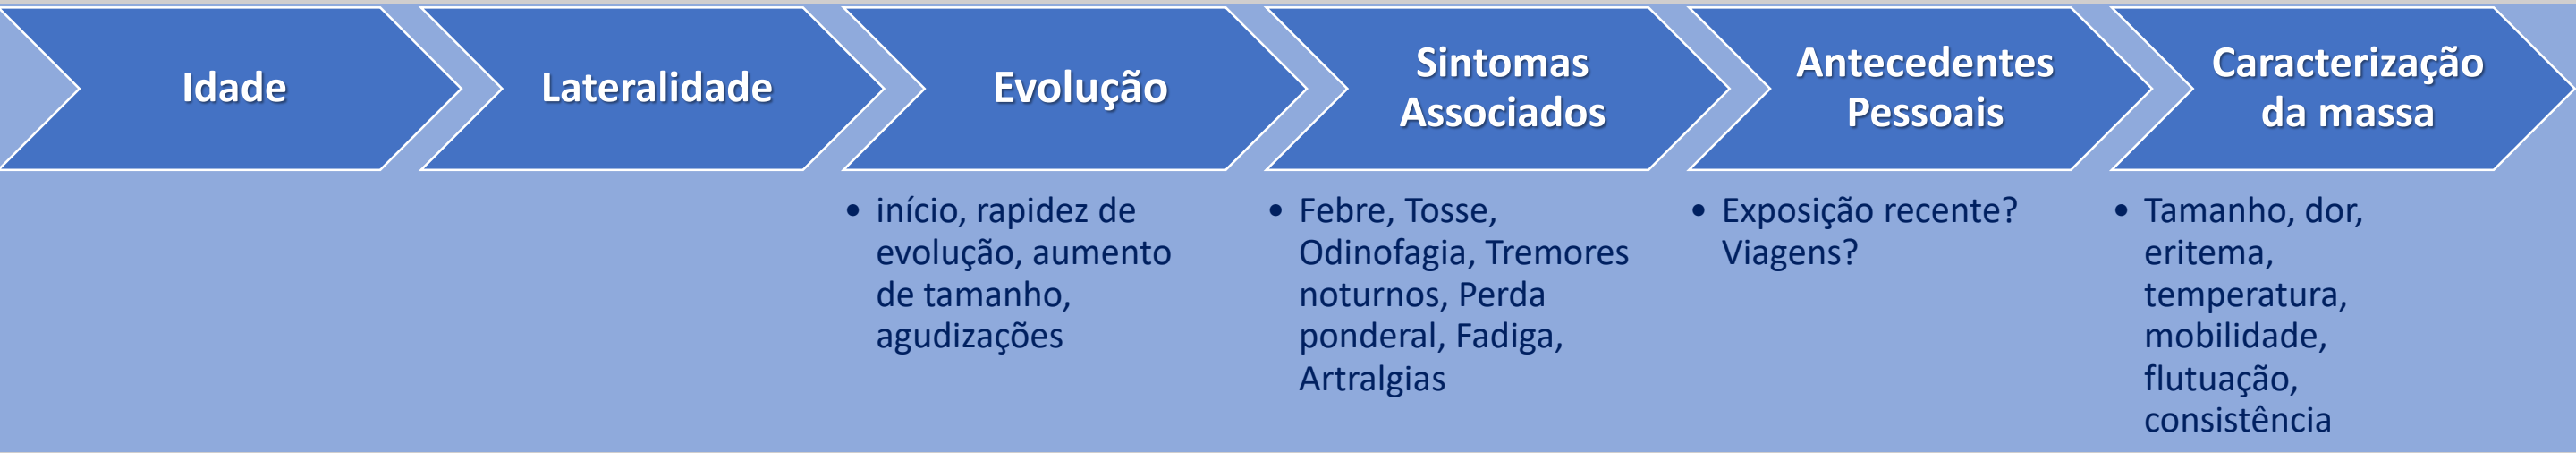 Idade
Lateralidade
Evolução
• início, rapidez de
evolução, aumento
de tamanho,
agudizações
Sintomas
Associados
• Febre, Tosse,
Odinofagia, Tremores
noturnos, Perda
ponderal, Fadiga,
Artralgias
Antecedentes
Pessoais
• Exposição recente?
Viagens?
Caracterização
da massa
• Tamanho, dor,
eritema,
temperatura,
mobilidade,
flutuação,
consistência